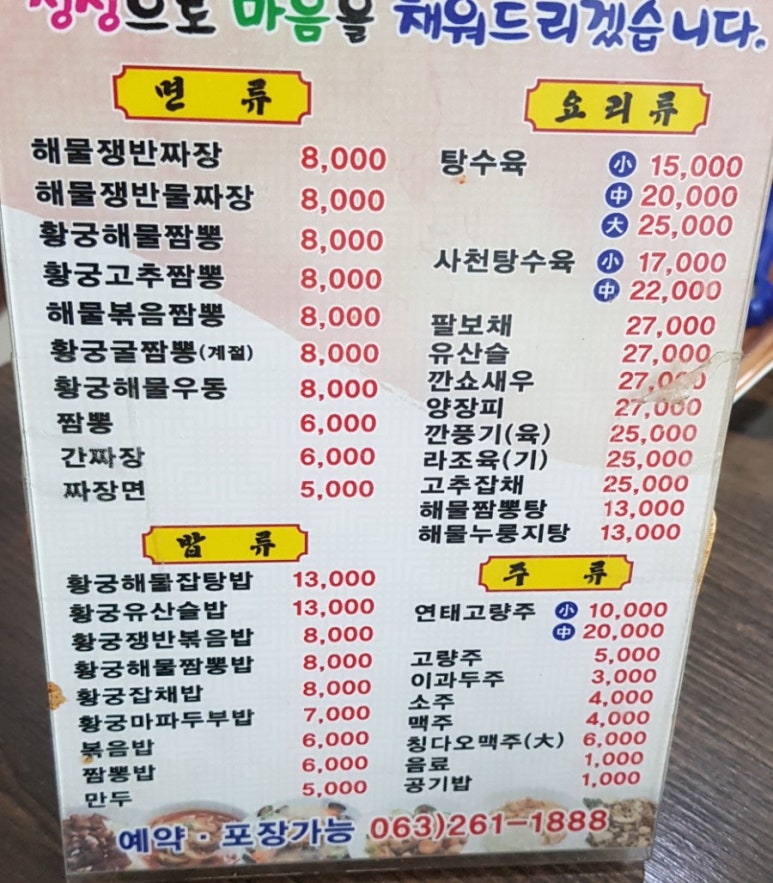 정성으로 마음을 채워드리겠습니다.
면 류
해물쟁반짜장 8,000
해물쟁반물짜장 8,000
황궁해물짬뽕 8,000
황궁고추짬뽕 8,000
해물볶음짬뽕 8,000
황궁굴짬뽕(계절) 8,000
황궁해물우동 8,000
짬뽕 6,000
간짜장 6,000
짜장면 5,000
밥 류
황궁해물잡탕밥 13,000
황궁유산슬밥 13,000
황궁쟁반볶음밥 8,000
황궁해물짬뽕밥 8,000
황궁잡채밥 8,000
황궁마파두부밥 7,000
볶음밥 6,000
짬뽕밥 6,000
만두 5,000
요리류
탕수육 小 15,000
中 20,000
大 25,000
사천탕수육 小 17,000
中 22,000
팔보채 27,000
유산슬 27,000
깐쇼새우 27,000
양장피 27,000
깐풍기(육) 25,000
라조육(기) 25,000
고추잡채 25,000
해물짬뽕탕 13,000
해물누룽지탕 13,000
주 류
연태고량주 小 10,000
中 20,000
고량주 5,000
이과두주 3,000
소주 4,000
맥주 4,000
칭다오맥주(大) 6,000
음료 1,000
공기밥 1,000
예약·포장가능 063)261-1888